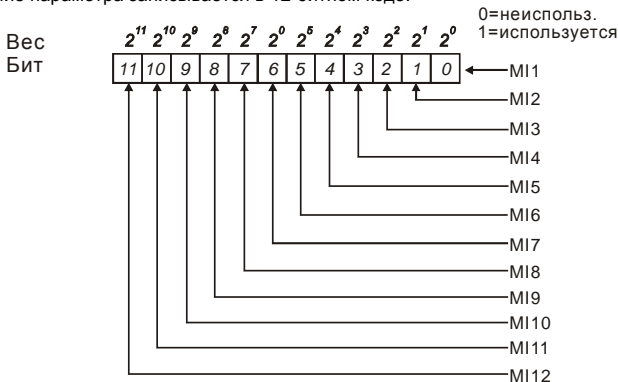 ние параметра записывается в 12-битном коде.
0=неиспольз.
1=используется
Вес 2¹¹ 2¹⁰ 2⁹ 2⁸ 2⁷ 2⁰ 2⁵ 2⁴ 2³ 2² 2¹ 2⁰
Бит 11 10 9 8 7 6 5 4 3 2 1 0
MI1
MI2
MI3
MI4
MI5
MI6
MI7
MI8
MI9
MI10
MI11
MI12